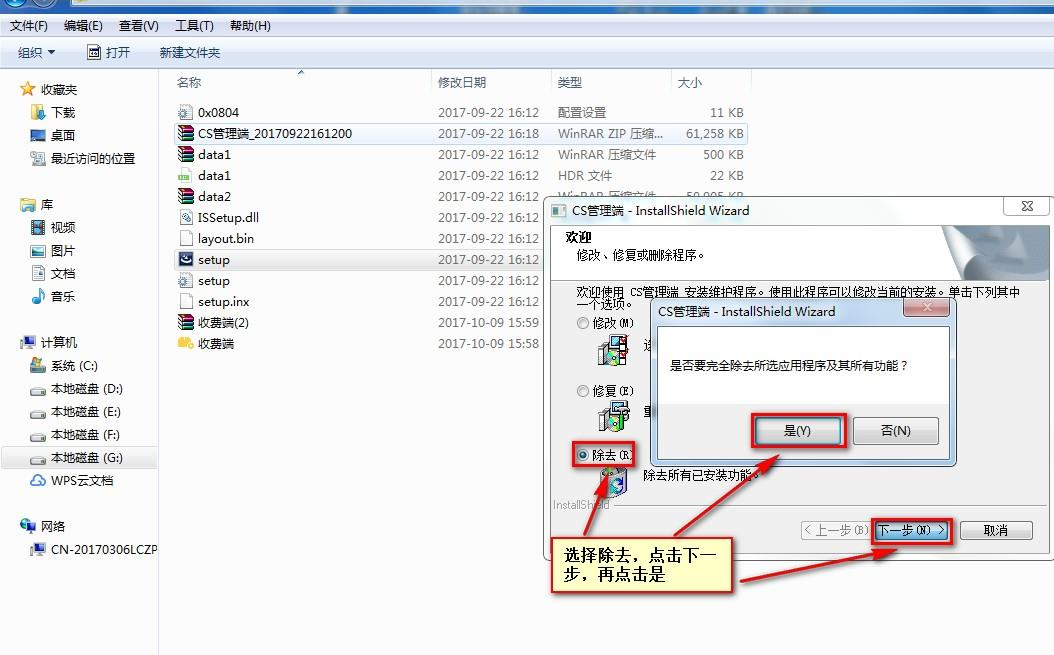 文件(F) 编辑(E) 查看(V) 工具(T) 帮助(H)
组织 打开 新建文件夹
收藏夹
下载
桌面
最近访问的位置
库
视频
图片
文档
音乐
计算机
系统 (C:)
本地磁盘 (D:)
本地磁盘 (E:)
本地磁盘 (F:)
本地磁盘 (G:)
WPS云文档
网络
CN-20170306LCZP
名称 修改日期 类型 大小
0x0804 2017-09-22 16:12 配置设置 11 KB
CS管理端_20170922161200 2017-09-22 16:18 WinRAR ZIP 压缩... 61,258 KB
data1 2017-09-22 16:12 WinRAR 压缩文件 500 KB
data1 2017-09-22 16:12 HDR 文件 22 KB
data2 2017-09-22 16:12 WinRAR 压缩文件
ISSetup.dll 2017-09-22 16:12
layout.bin 2017-09-22 16:12
setup 2017-09-22 16:12
setup 2017-09-22 16:12
setup.inx 2017-09-22 16:12
收费端(2) 2017-10-09 15:59
收费端 2017-10-09 15:58
CS管理端 - InstallShield Wizard
欢迎
修改、修复或删除程序。
欢迎使用 CS管理端 安装维护程序。使用此程序可以修改当前的安装。单击下列其中
一个选项。
修改(M)
修复(E)
除去(R)
除去所有已安装功能。
InstallShield
< 上一步(B) 下一步(N) > 取消
CS管理端 - InstallShield Wizard
是否要完全除去所选应用程序及其所有功能？
是(Y) 否(N)
选择除去，点击下一
步，再点击是